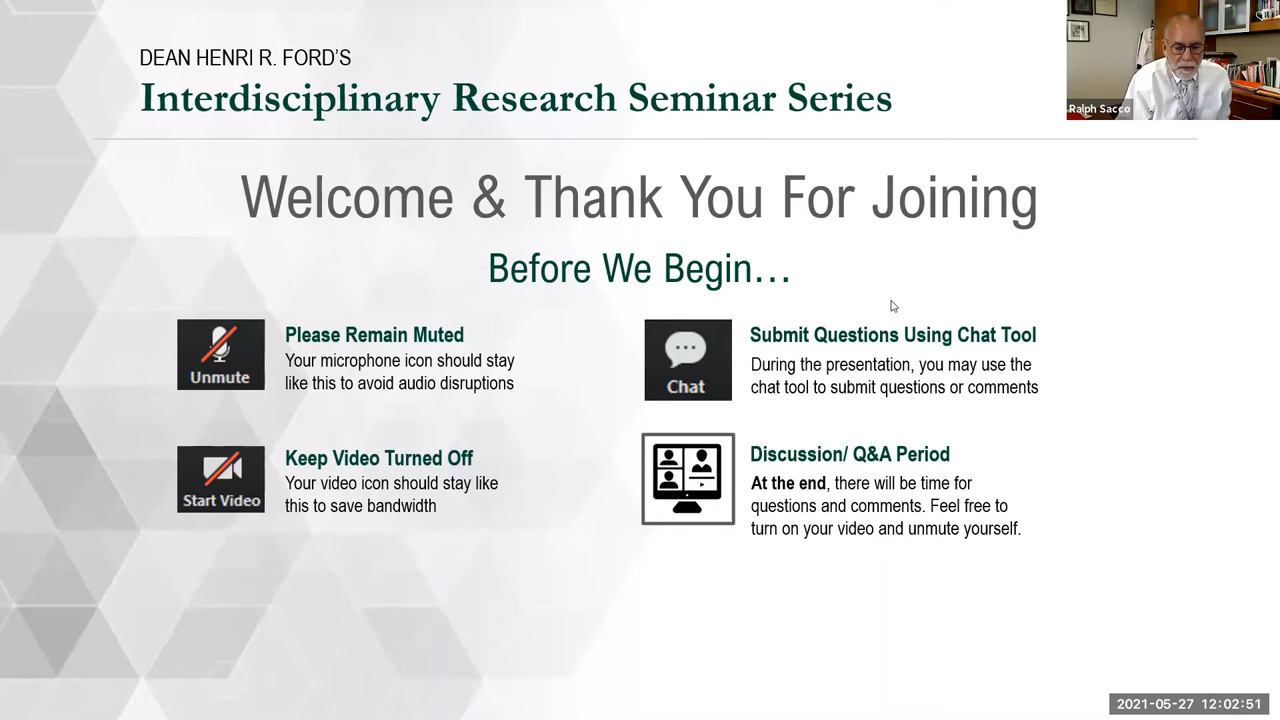 DEAN HENRI R. FORD'S
Interdisciplinary Research Seminar Series
Ralph Sacco
Welcome & Thank You For Joining
Before We Begin...
Unmute
Please Remain Muted
Your microphone icon should stay
like this to avoid audio disruptions
Chat
Submit Questions Using Chat Tool
During the presentation, you may use the
chat tool to submit questions or comments
Start Video
Keep Video Turned Off
Your video icon should stay like
this to save bandwidth
Discussion/ Q&A Period
At the end, there will be time for
questions and comments. Feel free to
turn on your video and unmute yourself.
2021-05-27 12:02:51